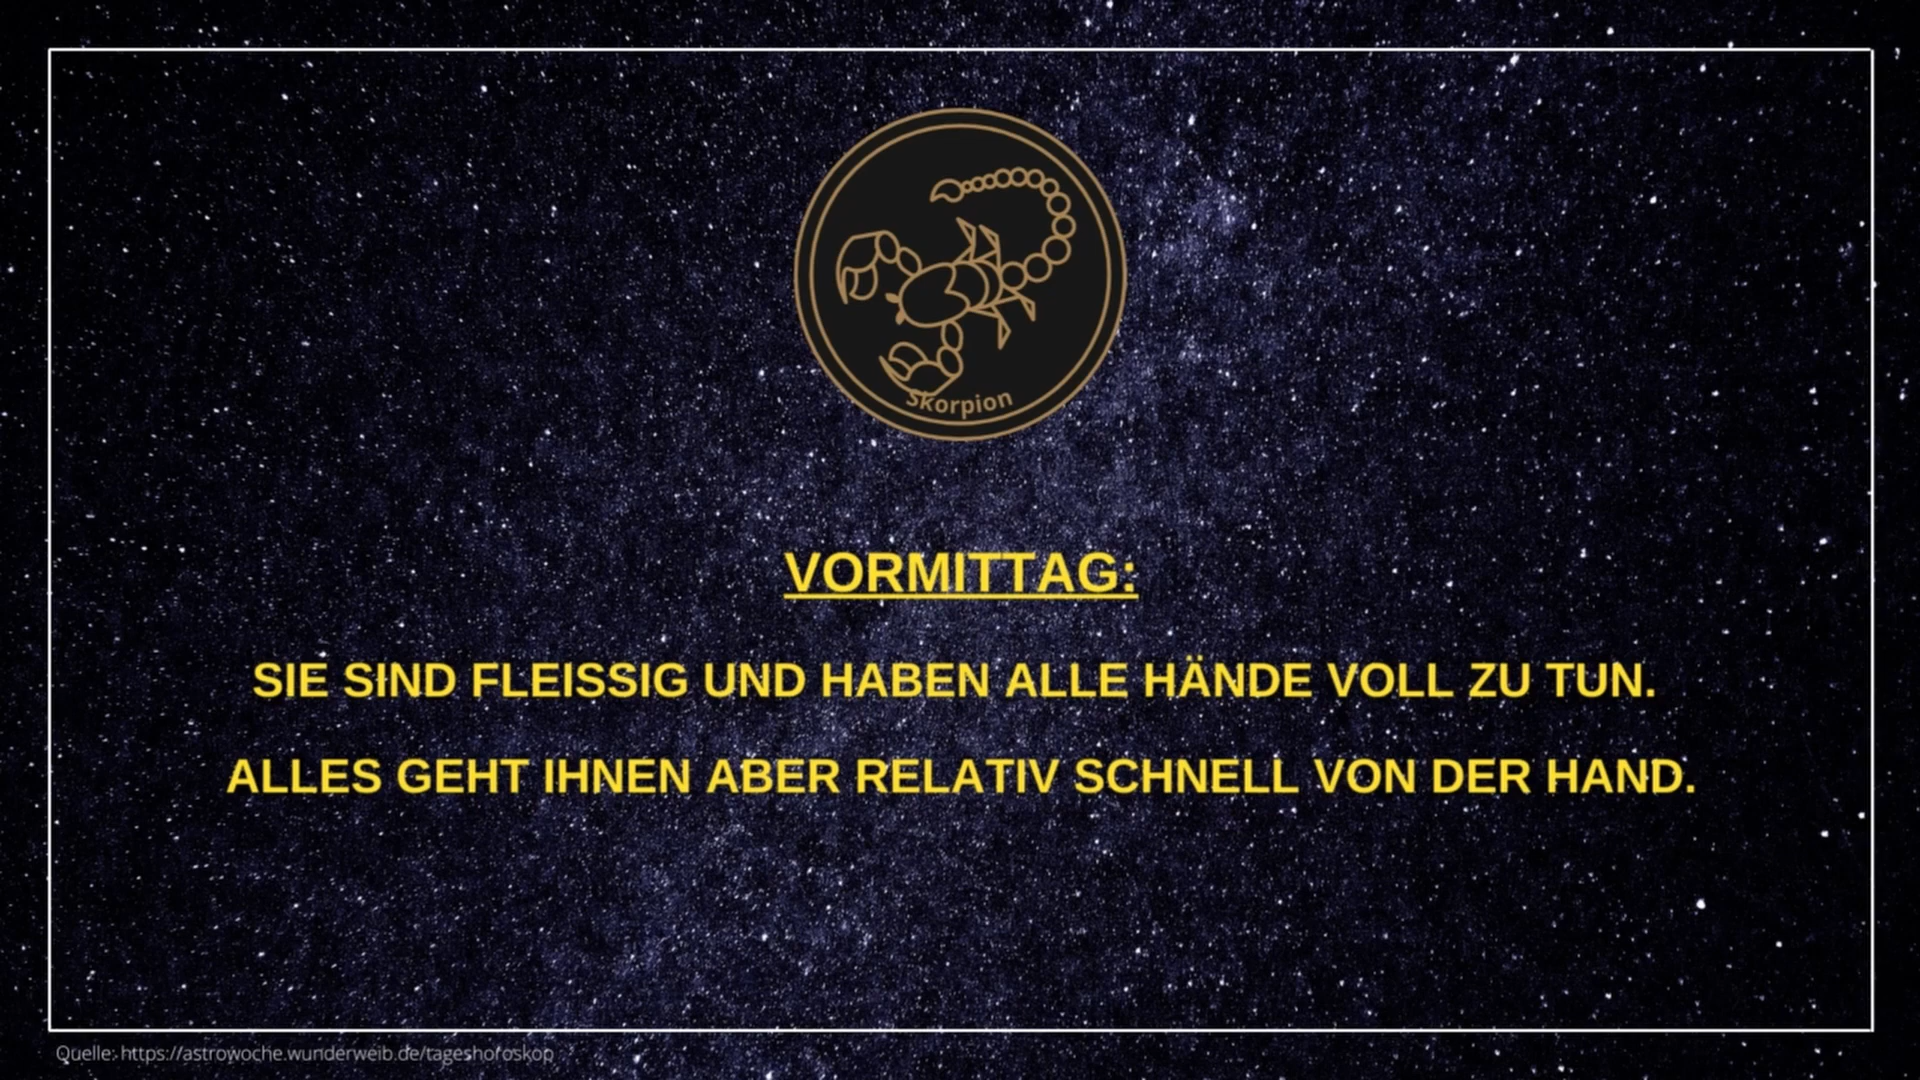 Skorpion
VORMITTAG:
SIE SIND FLEISSIG UND HABEN ALLE HÄNDE VOLL ZU TUN.
ALLES GEHT IHNEN ABER RELATIV SCHNELL VON DER HAND.
Quelle: https://astrowoche.wunderweib.de/tageshoroskop